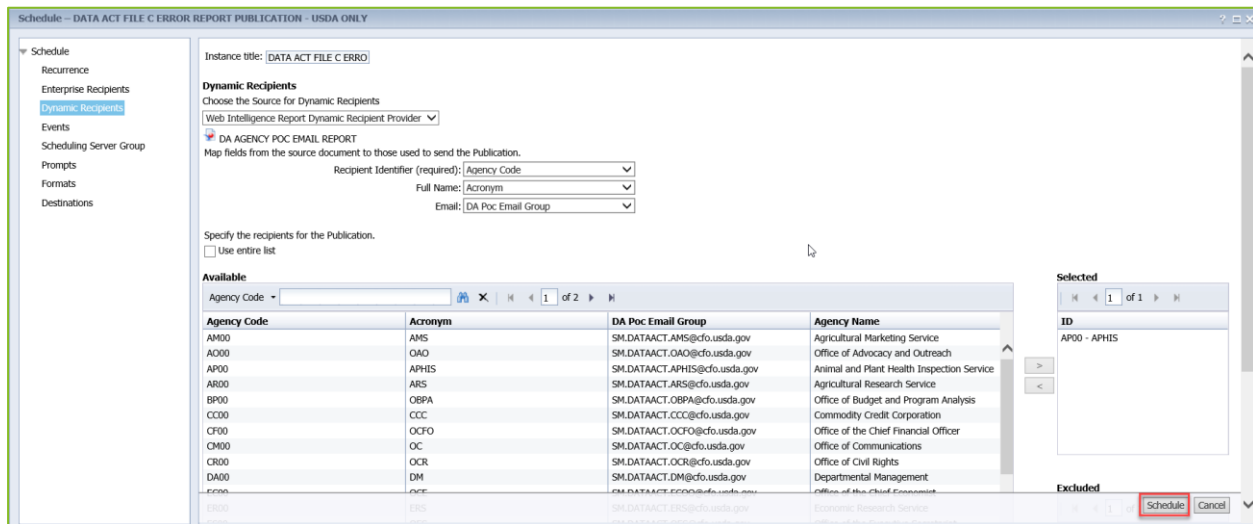 Schedule – DATA ACT FILE C ERROR REPORT PUBLICATION - USDA ONLY
Schedule
Recurrence
Enterprise Recipients
Dynamic Recipients
Events
Scheduling Server Group
Prompts
Formats
Destinations
Instance title: DATA ACT FILE C ERRO
Dynamic Recipients
Choose the Source for Dynamic Recipients
Web Intelligence Report Dynamic Recipient Provider
DA AGENCY POC EMAIL REPORT
Map fields from the source document to those used to send the Publication.
Recipient Identifier (required): Agency Code
Full Name: Acronym
Email: DA Poc Email Group
Specify the recipients for the Publication.
Use entire list
Available
Agency Code 1 of 2
Agency Code Acronym DA Poc Email Group Agency Name
AM00 AMS SM.DATAACT.AMS@cfo.usda.gov Agricultural Marketing Service
AO00 OAO SM.DATAACT.OAO@cfo.usda.gov Office of Advocacy and Outreach
AP00 APHIS SM.DATAACT.APHIS@cfo.usda.gov Animal and Plant Health Inspection Service
AR00 ARS SM.DATAACT.ARS@cfo.usda.gov Agricultural Research Service
BP00 OBPA SM.DATAACT.OBPA@cfo.usda.gov Office of Budget and Program Analysis
CC00 CCC SM.DATAACT.CCC@cfo.usda.gov Commodity Credit Corporation
CF00 OCFO SM.DATAACT.OCFO@cfo.usda.gov Office of the Chief Financial Officer
CM00 OC SM.DATAACT.OC@cfo.usda.gov Office of Communications
CR00 OCR SM.DATAACT.OCR@cfo.usda.gov Office of Civil Rights
DA00 DM SM.DATAACT.DM@cfo.usda.gov Departmental Management
ER00 ERS SM.DATAACT.ERS@cfo.usda.gov Economic Research Service
Selected
1 of 1
ID
AP00 - APHIS
>
<
Excluded
Schedule Cancel